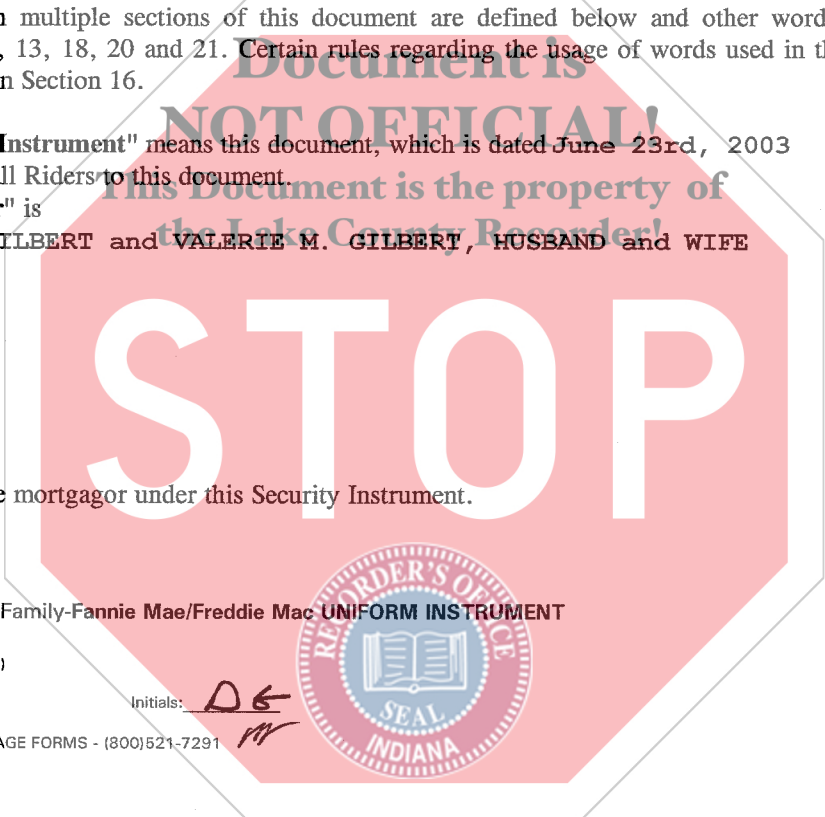 multiple sections of this document are defined below and other word
, 13, 18, 20 and 21. Certain rules regarding the usage of words used in th
n Section 16.
Document is
NOT OFFICIAL!
Instrument" means this document, which is dated June 23rd, 2003
ll Riders to this document.
This Document is the property of
the Lake County Recorder!
" is
ILBERT and VALERIE M. GILBERT, HUSBAND and WIFE
STOP
e mortgagor under this Security Instrument.
RECORDER'S OFFICE
Family-Fannie Mae/Freddie Mac UNIFORM INSTRUMENT
)
Initials: D G
SEAL
INDIANA
AGE FORMS - (800)521-7291